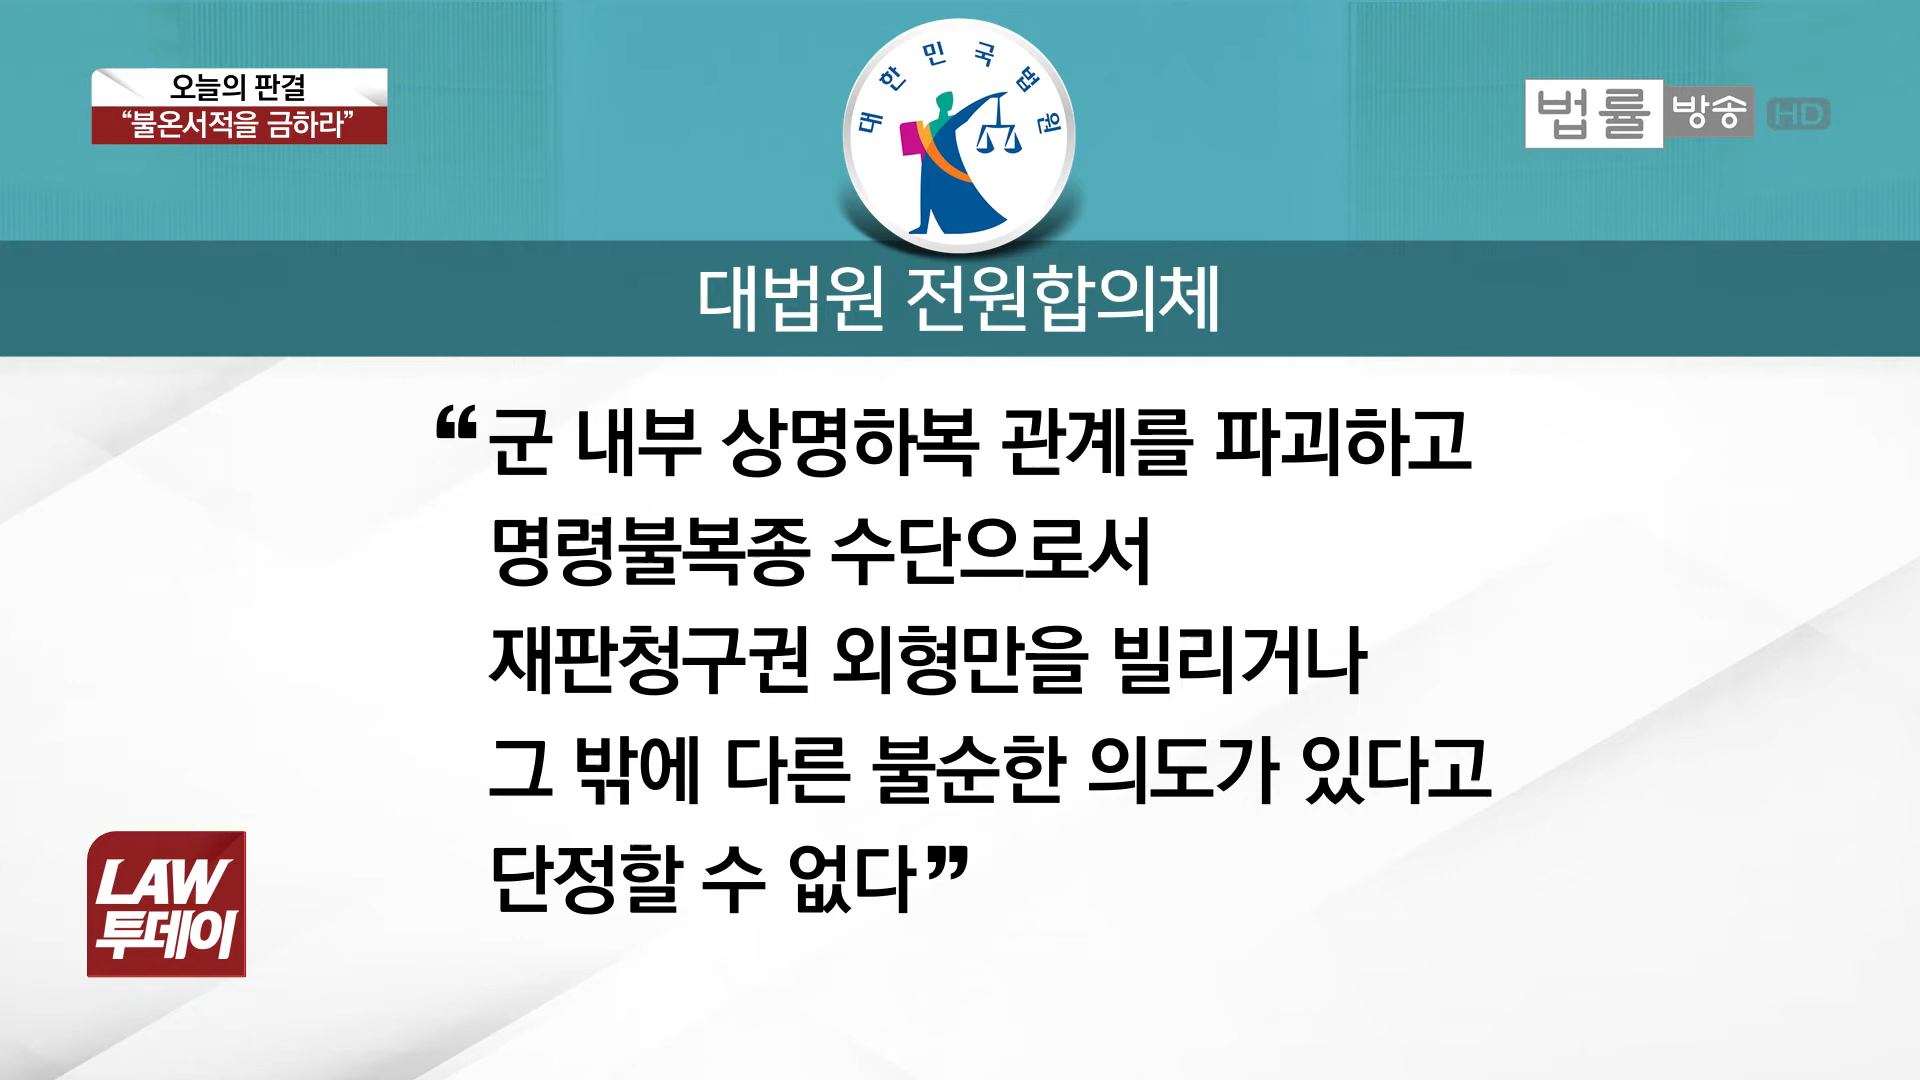 오늘의 판결
“불온서적을 금하라”
대한민국법원
법률방송 HD
대법원 전원합의체
“군 내부 상명하복 관계를 파괴하고
명령불복종 수단으로서
재판청구권 외형만을 빌리거나
그 밖에 다른 불순한 의도가 있다고
단정할 수 없다”
LAW
투데이